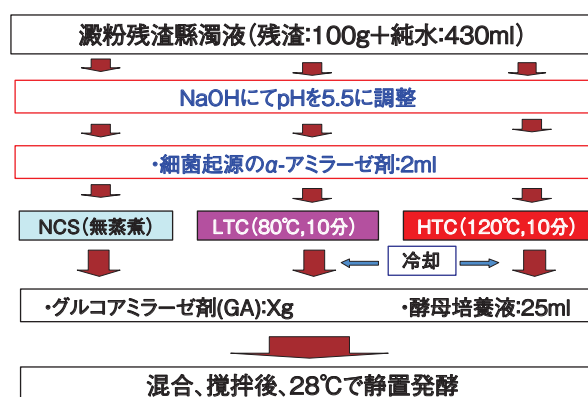 澱粉残渣縣濁液(残渣:100g+純水:430ml)
NaOHにてpHを5.5に調整
・細菌起源のα-アミラーゼ剤:2ml
NCS(無蒸煮) LTC(80℃,10分) HTC(120℃,10分)
冷却
・グルコアミラーゼ剤(GA):Xg ・酵母培養液:25ml
混合、撹拌後、28℃で静置発酵